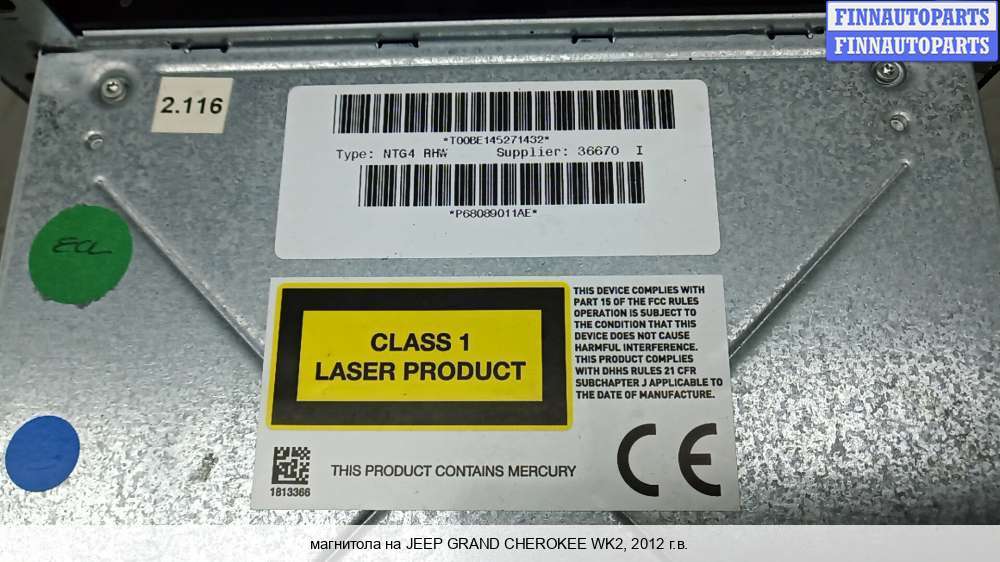 FINNAUTOPARTS
FINNAUTOPARTS
2.116
*T00BE145271432*
Type: NTG4 RHW Supplier: 36670 I
*P68089011AE*
ECL
THIS DEVICE COMPLIES WITH
PART 15 OF THE FCC RULES
OPERATION IS SUBJECT TO
THE CONDITION THAT THIS
DEVICE DOES NOT CAUSE
HARMFUL INTERFERENCE.
THIS PRODUCT COMPLIES
WITH DHHS RULES 21 CFR
SUBCHAPTER J APPLICABLE TO
THE DATE OF MANUFACTURE.
CLASS 1
LASER PRODUCT
THIS PRODUCT CONTAINS MERCURY
1813366
CE
магнитола на JEEP GRAND CHEROKEE WK2, 2012 г.в.